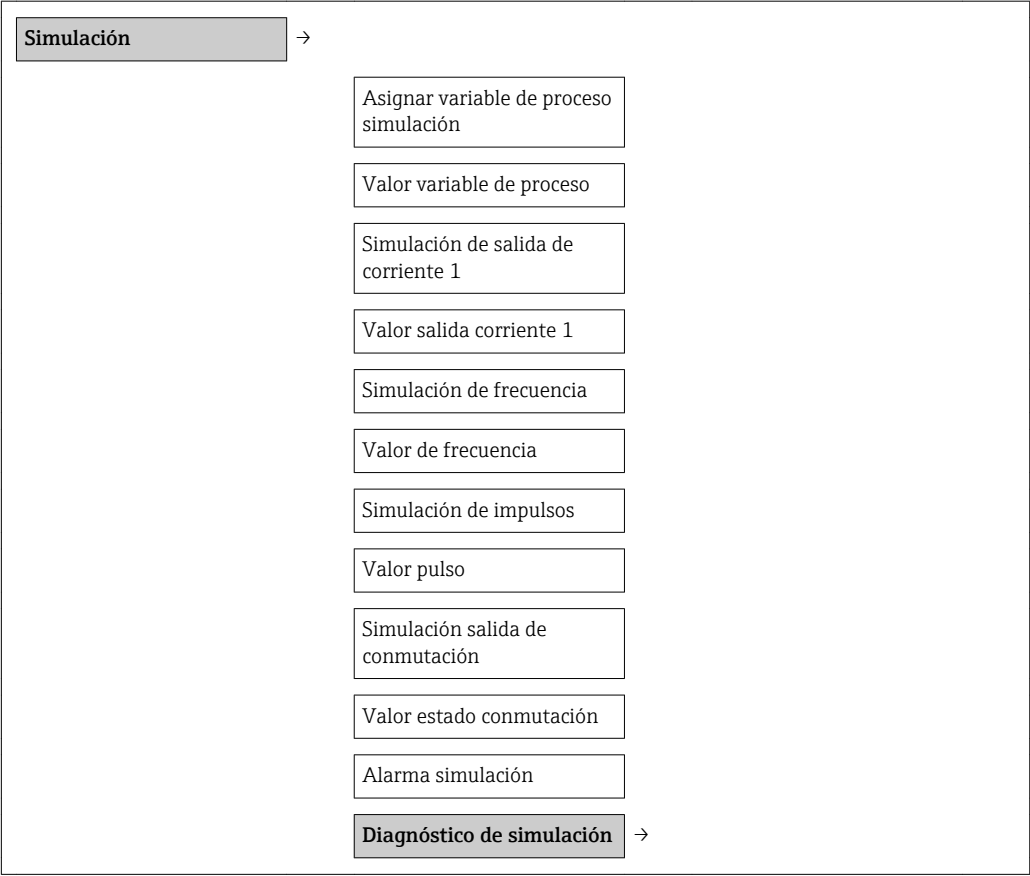 Simulación →
Asignar variable de proceso
simulación
Valor variable de proceso
Simulación de salida de
corriente 1
Valor salida corriente 1
Simulación de frecuencia
Valor de frecuencia
Simulación de impulsos
Valor pulso
Simulación salida de
conmutación
Valor estado conmutación
Alarma simulación
Diagnóstico de simulación →